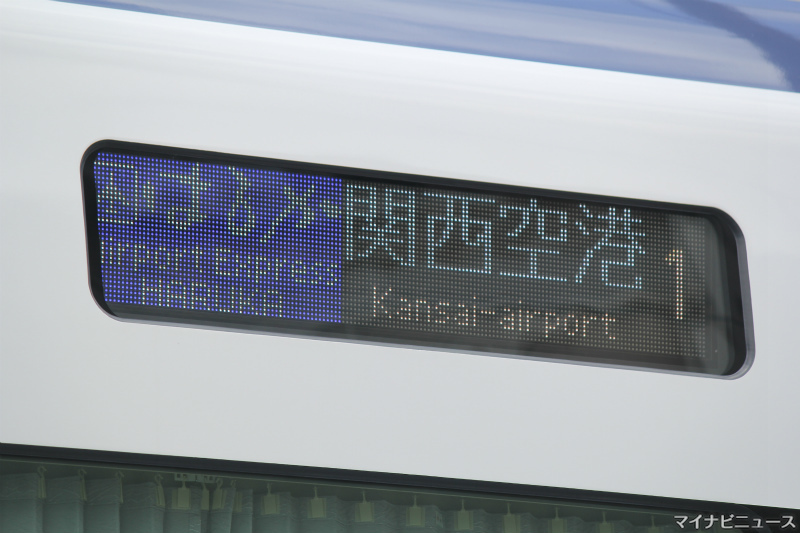 はるか
Airport Express
HARUKA
関西空港
Kansai-airport
1
マイナビニュース